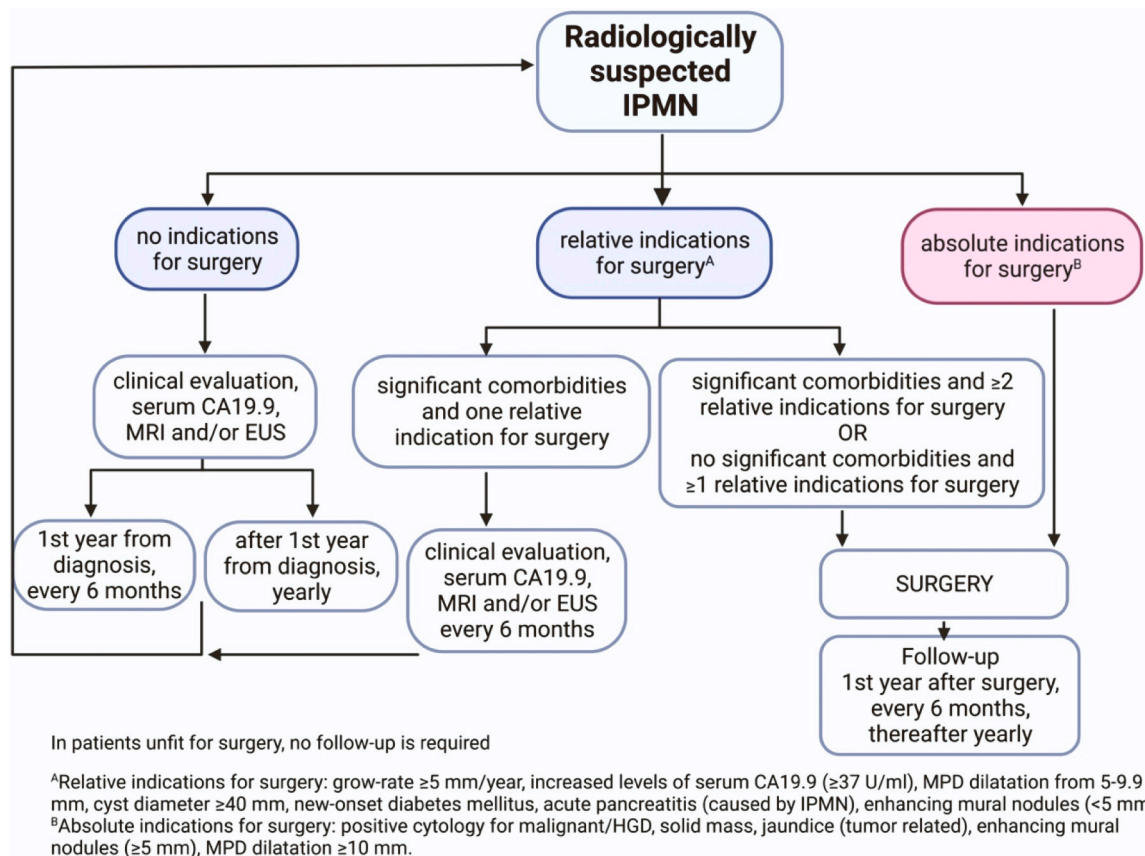 Radiologically
suspected
IPMN
no indications
for surgery
relative indications
for surgeryA
absolute indications
for surgeryB
clinical evaluation,
serum CA19.9,
MRI and/or EUS
significant comorbidities
and one relative
indication for surgery
significant comorbidities and ≥2
relative indications for surgery
OR
no significant comorbidities and
≥1 relative indications for surgery
1st year from
diagnosis,
every 6 months
after 1st year
from diagnosis,
yearly
clinical evaluation,
serum CA19.9,
MRI and/or EUS
every 6 months
SURGERY
Follow-up
1st year after surgery,
every 6 months,
thereafter yearly
In patients unfit for surgery, no follow-up is required
ARelative indications for surgery: grow-rate ≥5 mm/year, increased levels of serum CA19.9 (≥37 U/ml), MPD dilatation from 5-9.9
mm, cyst diameter ≥40 mm, new-onset diabetes mellitus, acute pancreatitis (caused by IPMN), enhancing mural nodules (<5 mm
BAbsolute indications for surgery: positive cytology for malignant/HGD, solid mass, jaundice (tumor related), enhancing mural
nodules (≥5 mm), MPD dilatation ≥10 mm.